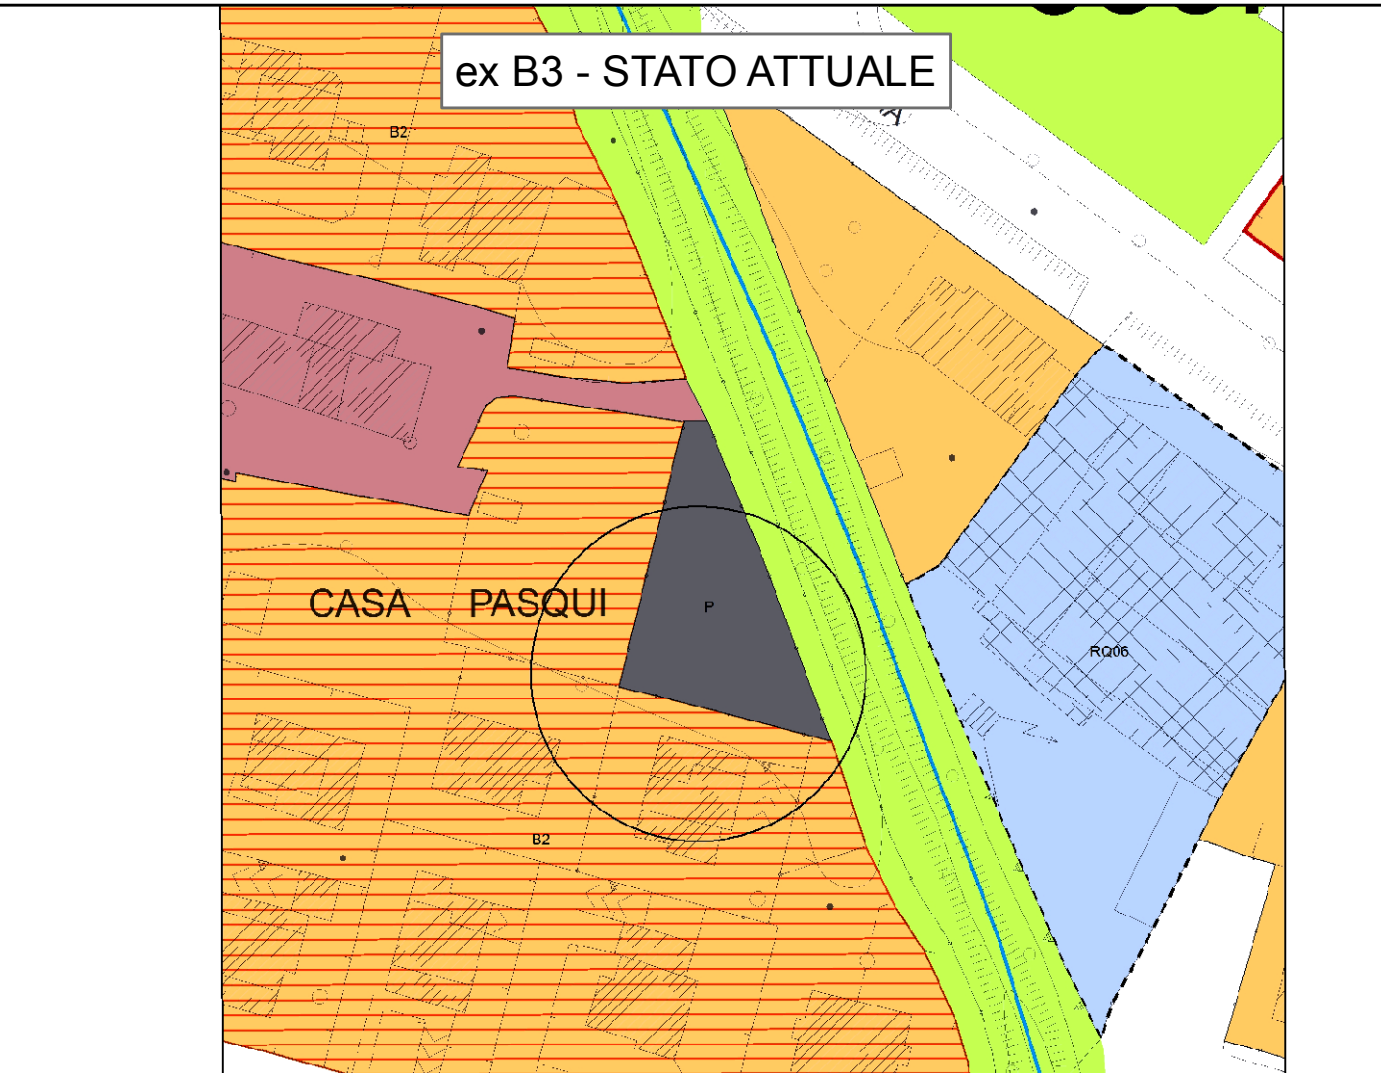 ex B3 - STATO ATTUALE
B2
CASA PASQUI
P
RQ06
B2